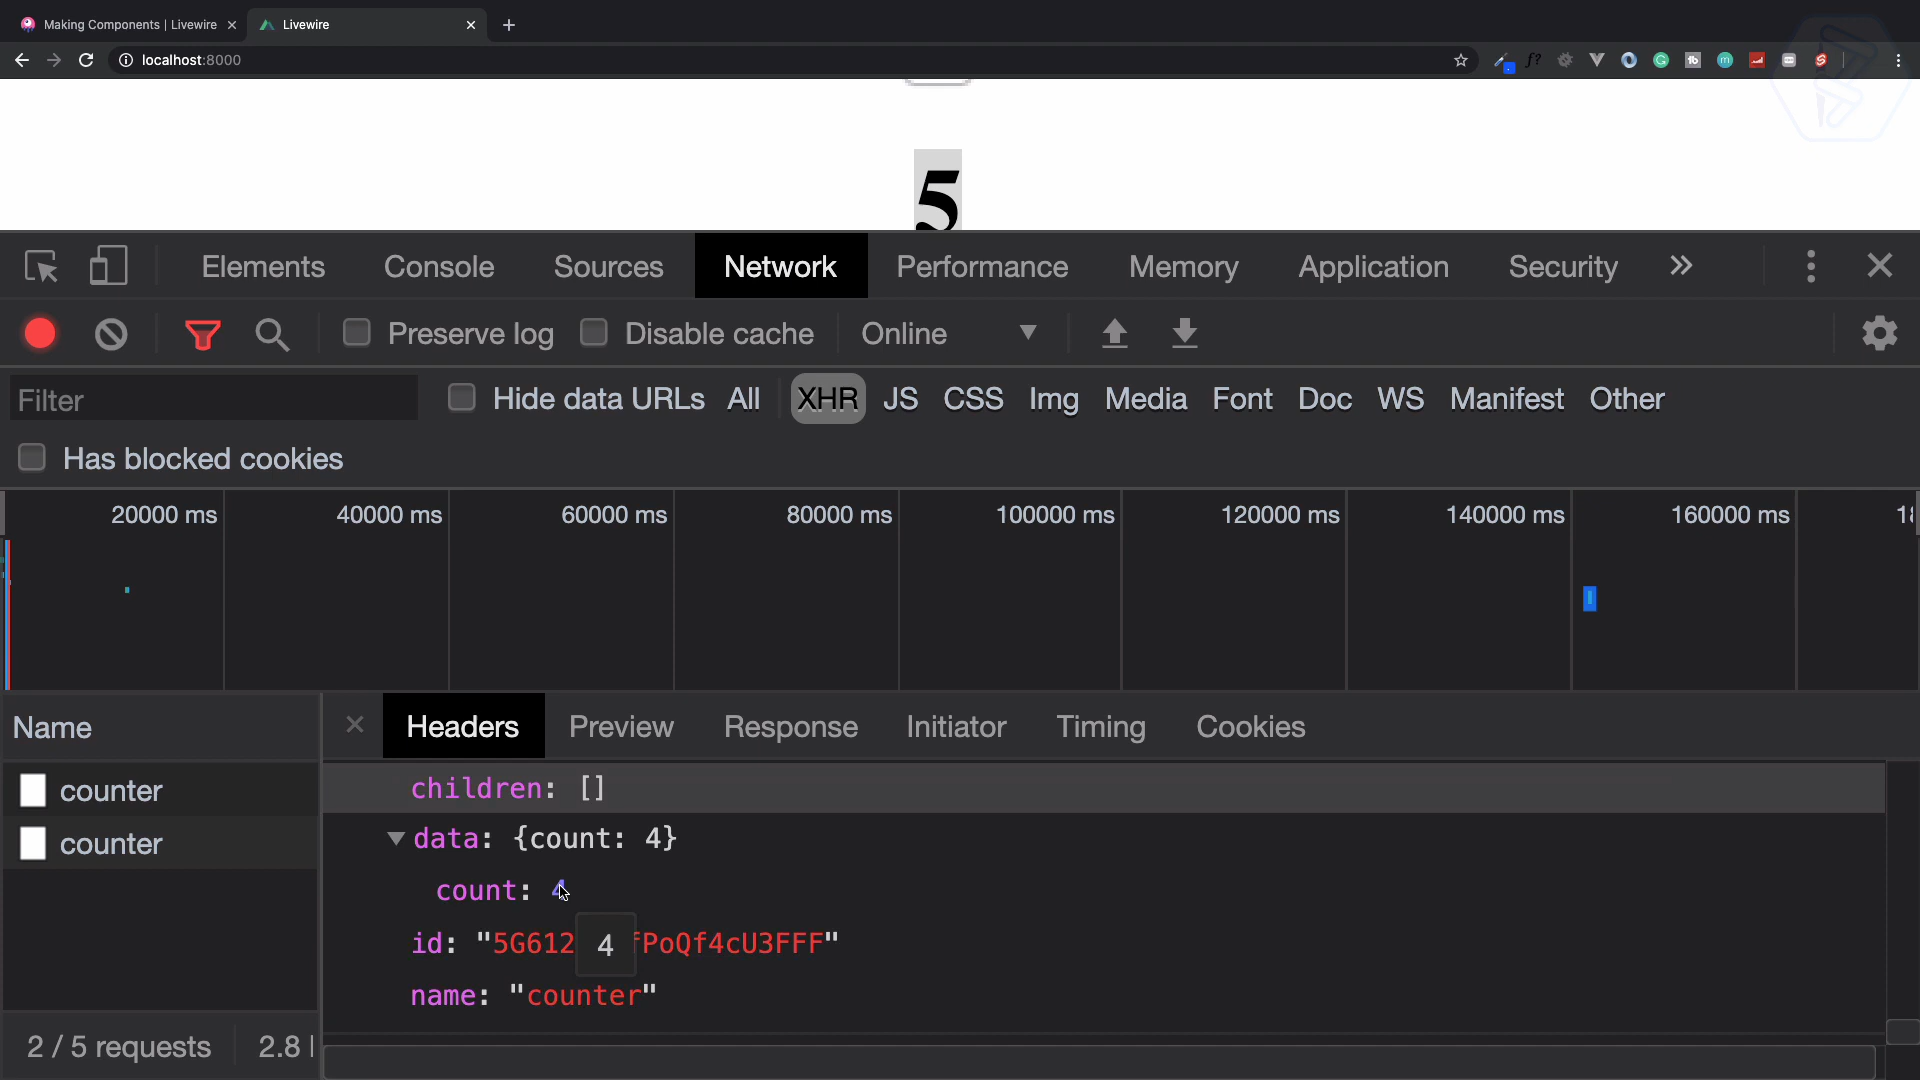 Making Components | Livewire
Livewire
localhost:8000
5
Elements Console Sources Network Performance Memory Application Security
Preserve log Disable cache Online
Filter Hide data URLs All XHR JS CSS Img Media Font Doc WS Manifest Other
Has blocked cookies
20000 ms 40000 ms 60000 ms 80000 ms 100000 ms 120000 ms 140000 ms 160000 ms
Name Headers Preview Response Initiator Timing Cookies
counter
counter
children: []
data: {count: 4}
count: 4
id: "5G612 fPoQf4cU3FFF"
4
name: "counter"
2 / 5 requests 2.8